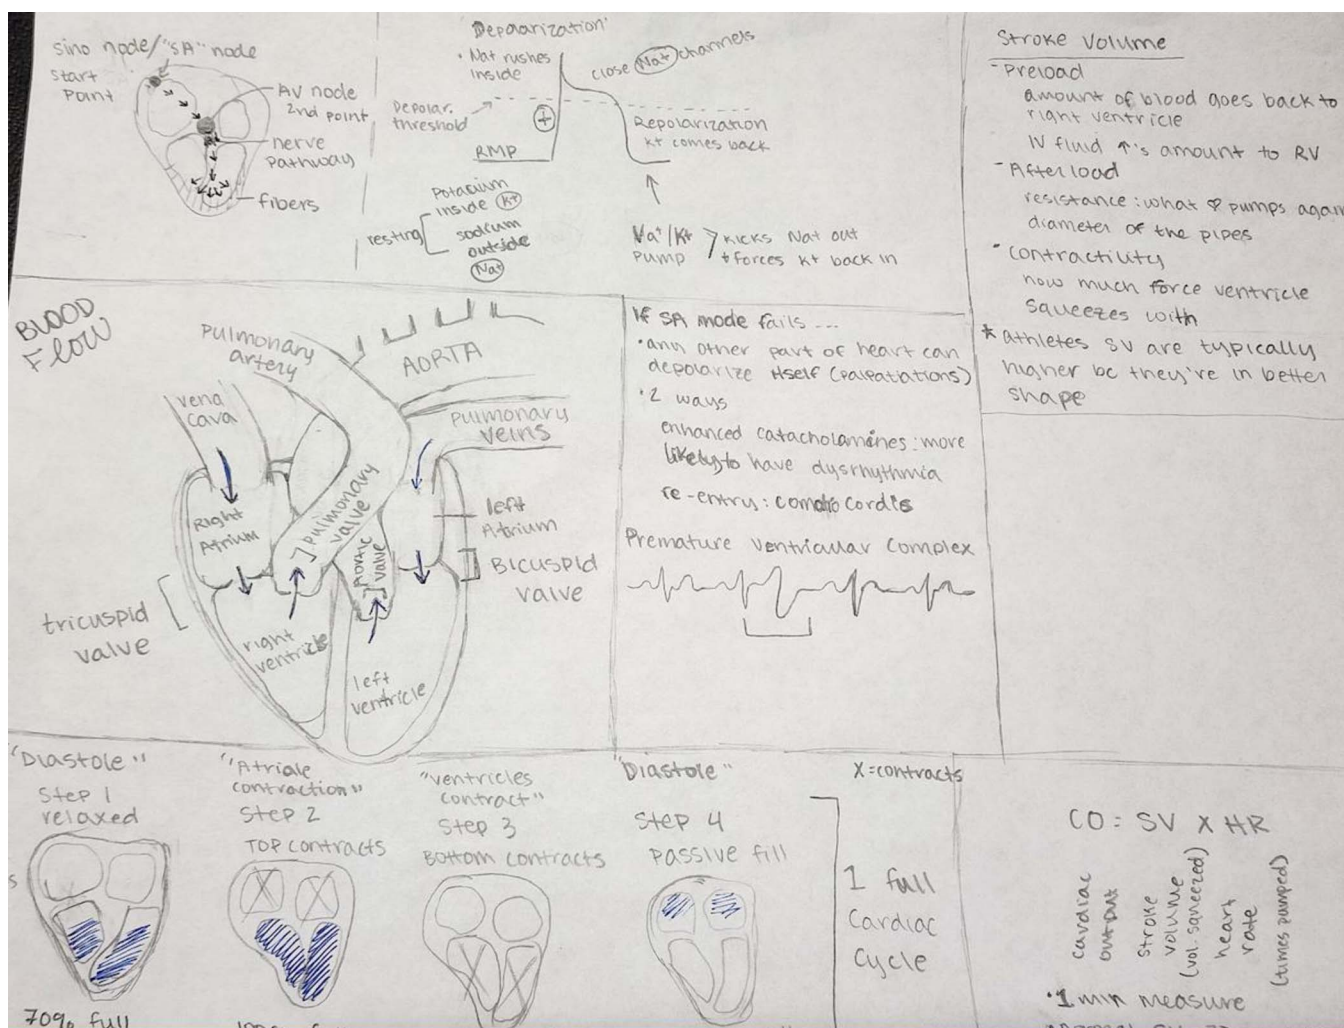 sino node/"SA" node
start
point
AV node
2nd point
nerve
pathway
fibers
"Depolarization"
• Na+ rushes
inside
close Na+ channels
Depolar.
threshold
+
RMP
Repolarization
K+ comes back
resting
Potacium
inside K+
sodium
outside
Na+
Na+/K+
Pump
kicks Na+ out
+ forces K+ back in
Stroke Volume
- Preload
amount of blood goes back to
right ventricle
IV fluid ↑'s amount to RV
- Afterload
resistance: what ♡ pumps again
diameter of the pipes
- contractility
how much force ventricle
squeezes with
* athletes SV are typically
higher bc they're in better
shape
BLOOD
FLOW
Pulmonary
artery
AORTA
vena
cava
Pulmonary
veins
Right
Atrium
pulmonary
valve
Aortic
valve
left
Atrium
Bicuspid
valve
tricuspid
valve
right
ventricle
left
ventricle
If SA node fails ...
• any other part of heart can
depolarize itself (palpatations)
• 2 ways
enhanced catacholamines: more
likely to have dysrhythmia
re-entry: comotio cordis
Premature ventricular complex
"Diastole"
Step 1
relaxed
70% full
"Atriale
contraction"
Step 2
TOP contracts
"ventricles
contract"
Step 3
Bottom contracts
"Diastole"
Step 4
passive fill
X=contracts
1 full
cardiac
cycle
CO = SV X HR
cardiac
output
stroke
volume
(vol. squeezed)
heart
rate
(times pumped)
• 1 min measure